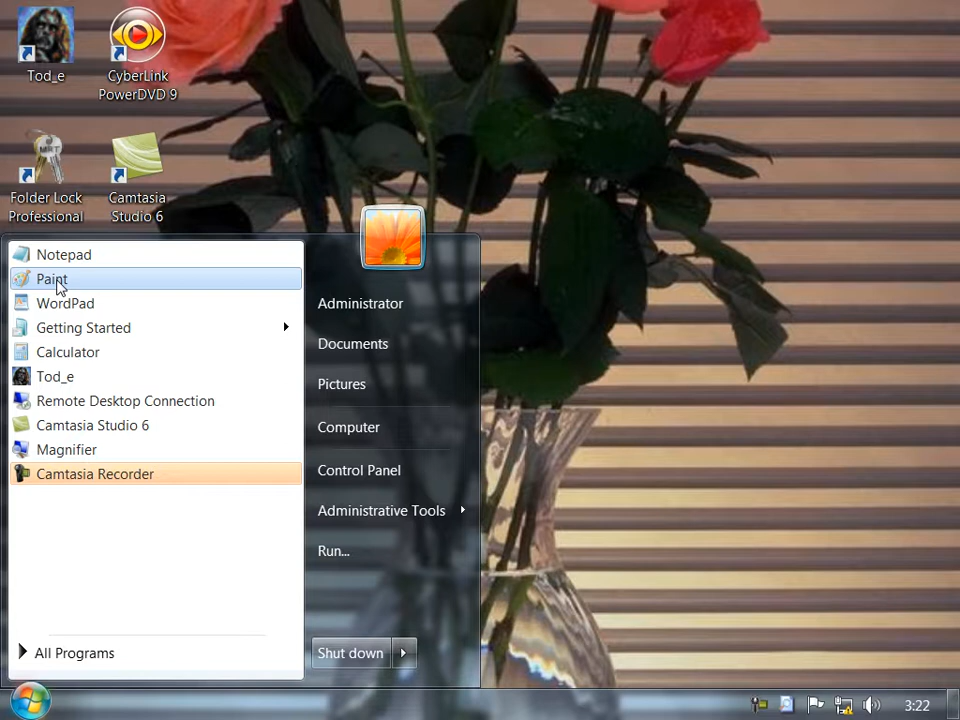 Tod_e
CyberLink
PowerDVD 9
MRT
Folder Lock
Professional
Camtasia
Studio 6
Notepad
Paint
WordPad
Getting Started
Calculator
Tod_e
Remote Desktop Connection
Camtasia Studio 6
Magnifier
Camtasia Recorder
All Programs
Administrator
Documents
Pictures
Computer
Control Panel
Administrative Tools
Run...
Shut down
3:22